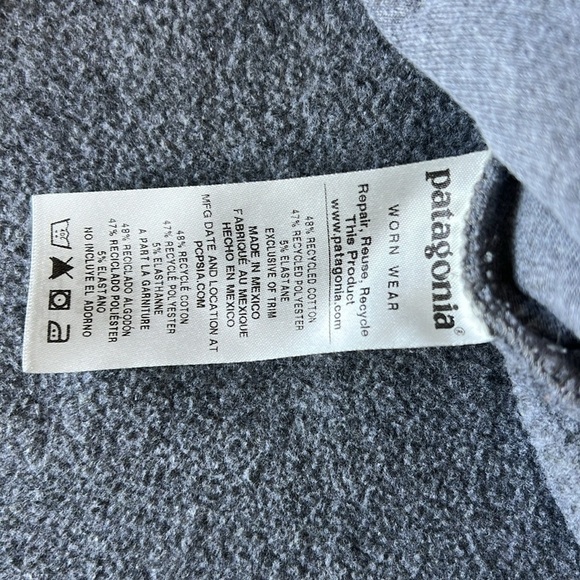 patagonia®
WORN WEAR
Repair, Reuse, Recycle
This Product
www.patagonia.com
48% RECYCLED COTTON
47% RECYCLED POLYESTER
5% ELASTANE
EXCLUSIVE OF TRIM
MADE IN MEXICO
FABRIQUÉ AU MEXIQUE
HECHO EN MÉXICO
MFG DATE AND LOCATION AT
PCPSIA.COM
48% RECYCLÉ COTON
47% RECYCLÉ POLYESTER
5% ÉLASTHANNE
A PART LA GARNITURE
48% RECICLADO ALGODÓN
47% RECICLADO POLIÉSTER
5% ELASTANO
NO INCLUYE EL ADORNO